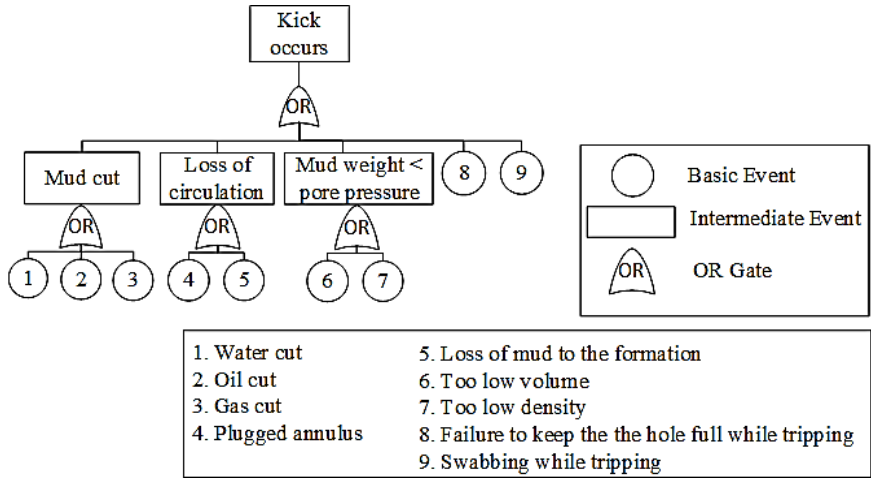 Kick
occurs
OR
Mud cut
Loss of
circulation
Mud weight <
pore pressure
8
9
OR
OR
OR
1
2
3
4
5
6
7
Basic Event
Intermediate Event
OR
OR Gate
1. Water cut
2. Oil cut
3. Gas cut
4. Plugged annulus
5. Loss of mud to the formation
6. Too low volume
7. Too low density
8. Failure to keep the the hole full while tripping
9. Swabbing while tripping